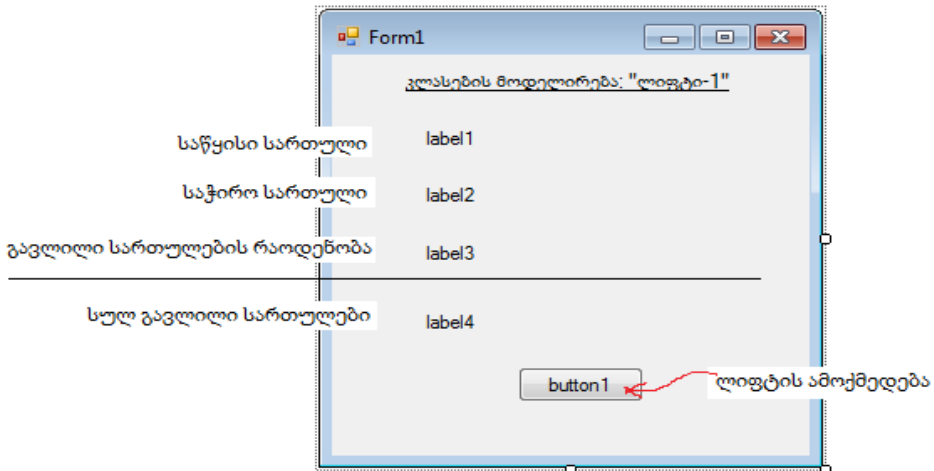 Form1
კლასების მოდელირება: "ლიფტი-1"
საწყისი სართული label1
საჭირო სართული label2
გავლილი სართულების რაოდენობა label3
სულ გავლილი სართულები label4
button1 ლიფტის ამოქმედება